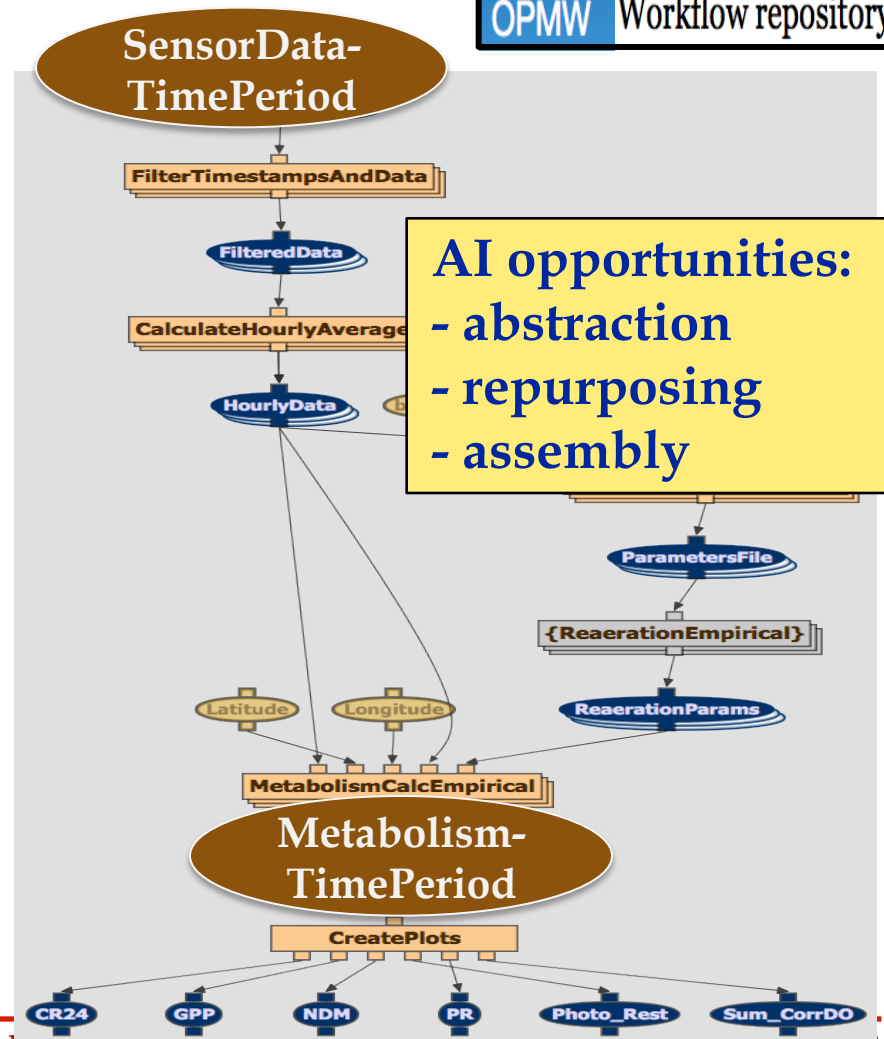 OPMW Workflow repository
SensorData-
TimePeriod
FilterTimestampsAndData
FilteredData
AI opportunities:
- abstraction
- repurposing
- assembly
CalculateHourlyAverage
HourlyData
ParametersFile
{ReaerationEmpirical}
Latitude
Longitude
ReaerationParams
MetabolismCalcEmpirical
Metabolism-
TimePeriod
CreatePlots
CR24
GPP
NDM
PR
Photo_Rest
Sum_CorrDO